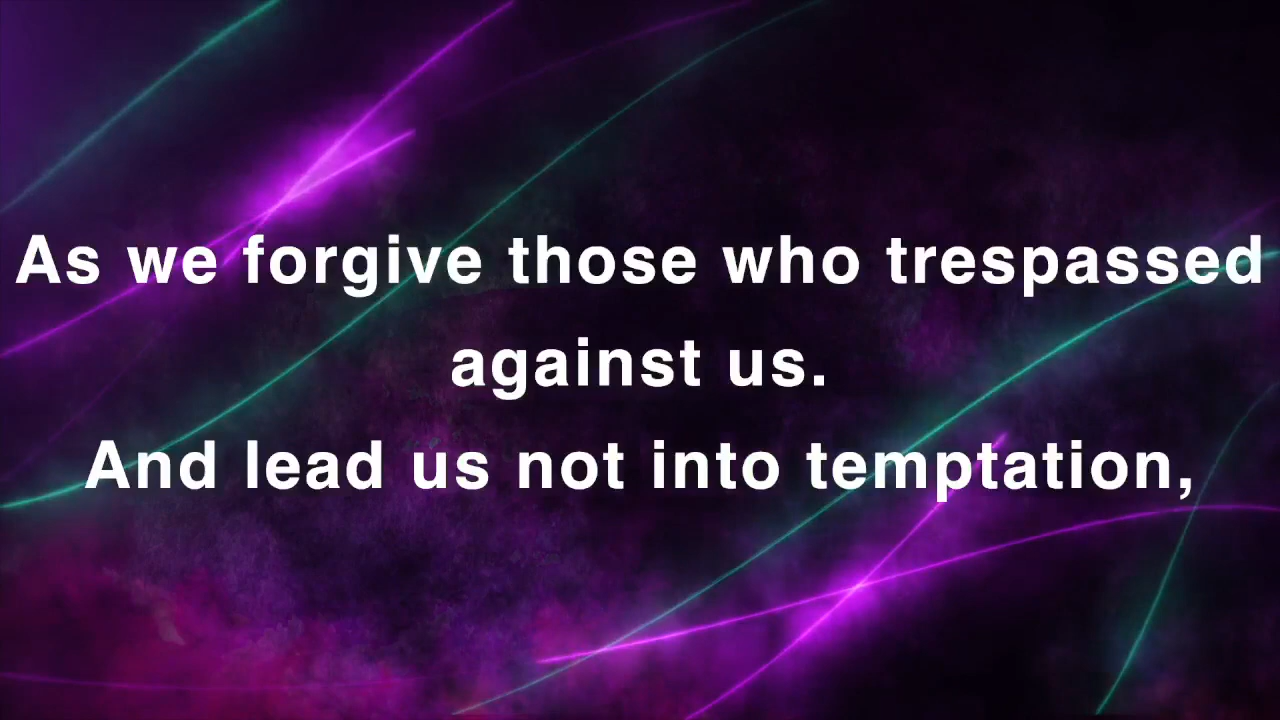 As we forgive those who trespassed
against us.
And lead us not into temptation,